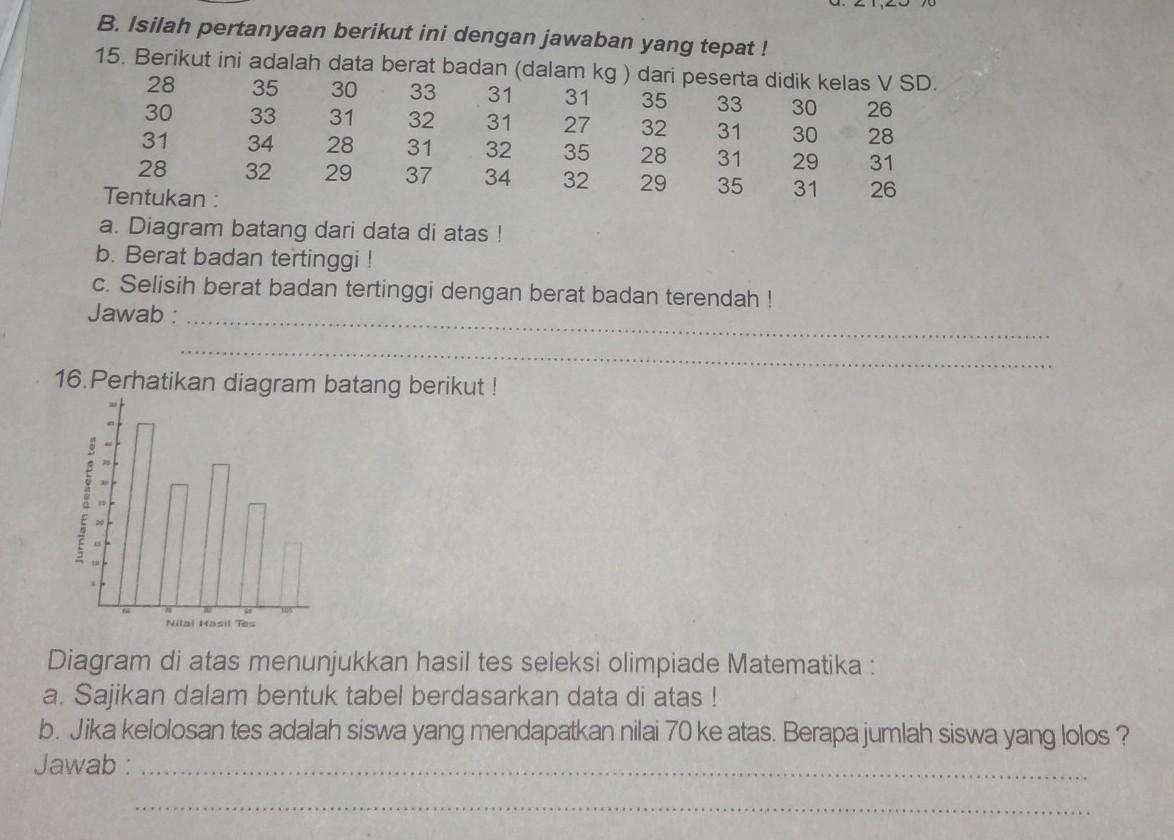 B. Isilah pertanyaan berikut ini dengan jawaban yang tepat !
15. Berikut ini adalah data berat badan (dalam kg ) dari peserta didik kelas V SD.
28 35 30 33 31 31 35 33 30 26
30 33 31 32 31 27 32 31 30 28
31 34 28 31 32 35 28 31 29 31
28 32 29 37 34 32 29 35 31 26
Tentukan :
a. Diagram batang dari data di atas !
b. Berat badan tertinggi !
c. Selisih berat badan tertinggi dengan berat badan terendah !
Jawab :
16. Perhatikan diagram batang berikut !
Jumlam peserta tes
20
15
10
5
Nilai Hasil Tes
Diagram di atas menunjukkan hasil tes seleksi olimpiade Matematika :
a. Sajikan dalam bentuk tabel berdasarkan data di atas !
b. Jika kelolosan tes adalah siswa yang mendapatkan nilai 70 ke atas. Berapa jumlah siswa yang lolos ?
Jawab :